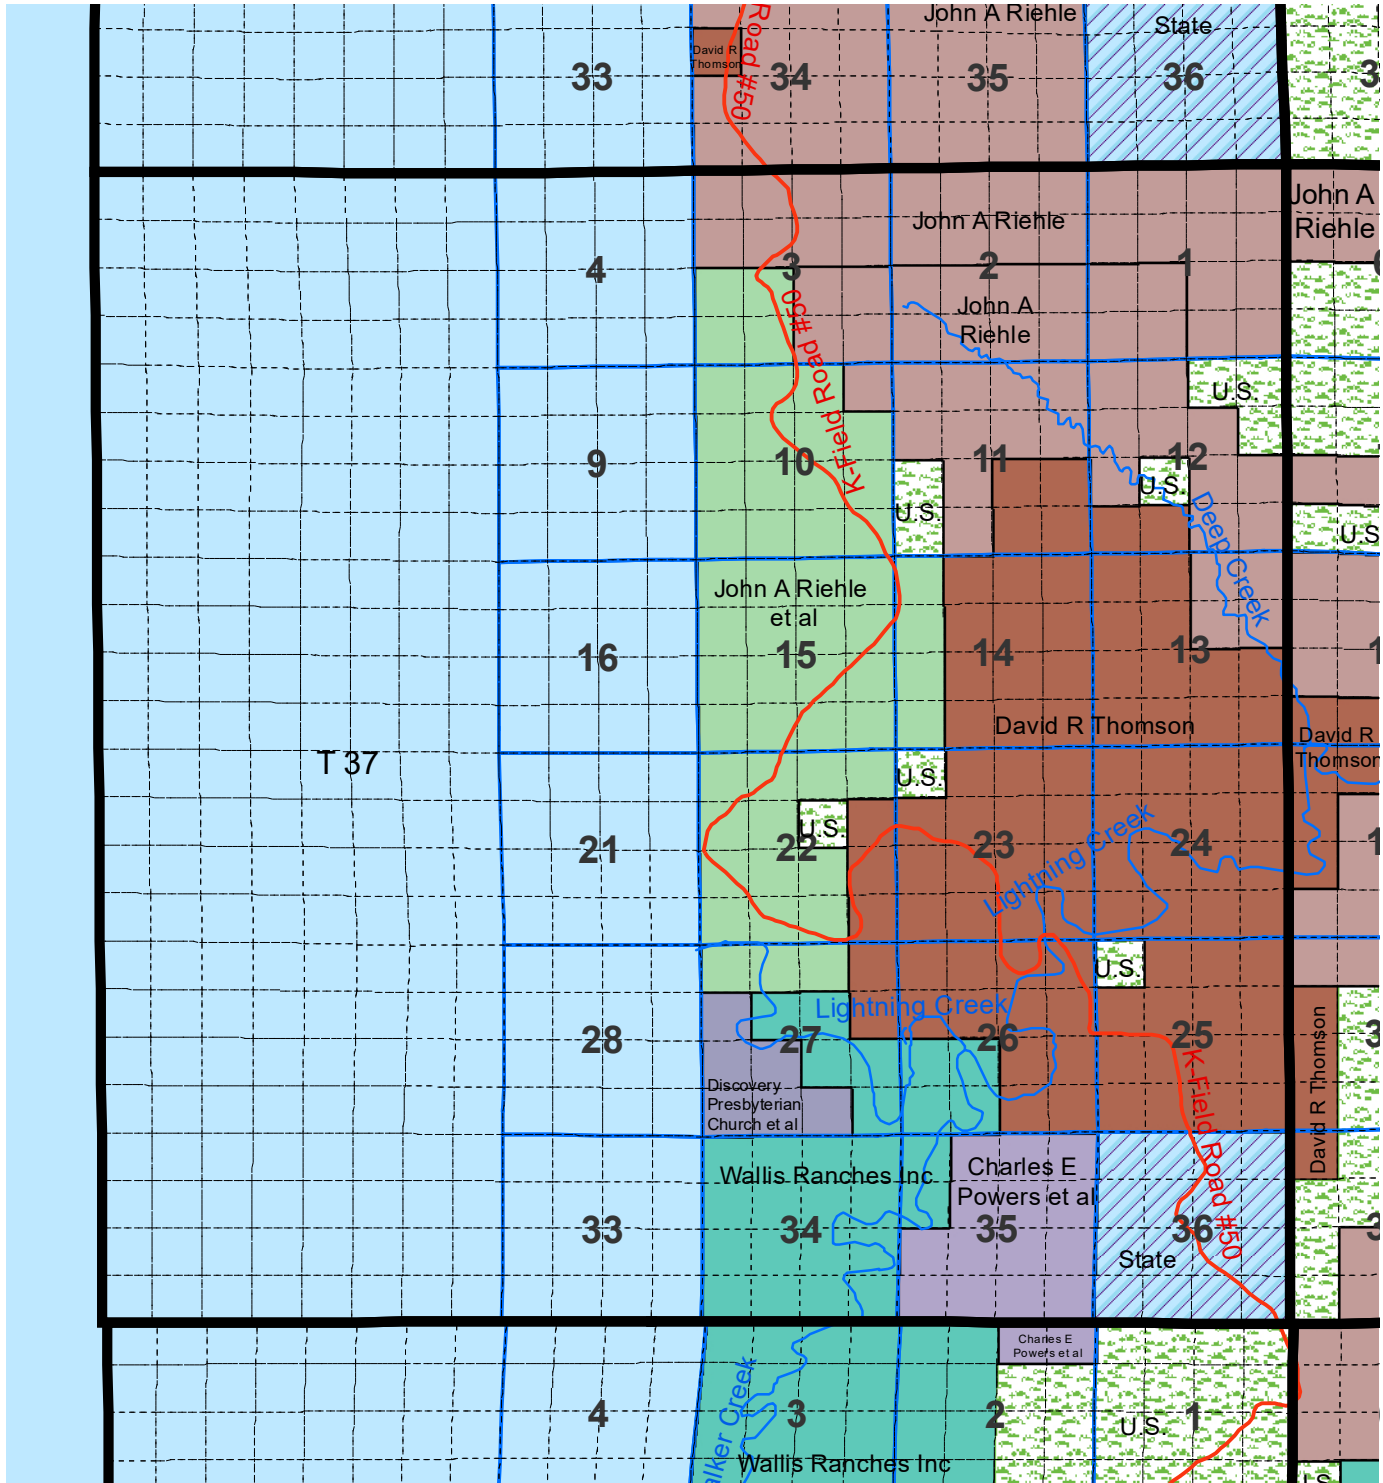 John A Riehle
State
David R
Thomson
Road #50
33
34
35
36
John A Riehle
John A
Riehle
4
3
2
1
K-Field Road #50
John A
Riehle
U.S.
9
10
11
12
U.S.
U.S.
U.S
Deep Creek
John A Riehle
et al
16
15
14
13
David R Thomson
David R
Thomson
T 37
U.S.
U.S.
21
22
23
24
Lightning Creek
U.S.
Lightning Creek
28
27
26
25
David R Thomson
K-Field Road #50
Discovery
Presbyterian
Church et al
Wallis Ranches Inc
Charles E
Powers et al
33
34
35
36
State
Charles E
Powers et al
4
3
2
1
U.S.
alker Creek
Wallis Ranches Inc